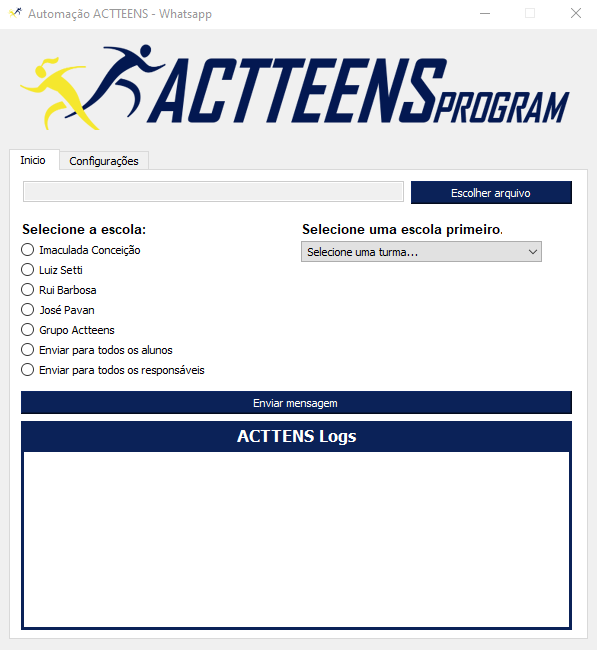 Automação ACTTEENS - Whatsapp
ACTTEENS PROGRAM
Inicio
Configurações
Escolher arquivo
Selecione a escola:
Selecione uma escola primeiro.
Imaculada Conceição
Selecione uma turma...
Luiz Setti
Rui Barbosa
José Pavan
Grupo Actteens
Enviar para todos os alunos
Enviar para todos os responsáveis
Enviar mensagem
ACTTENS Logs